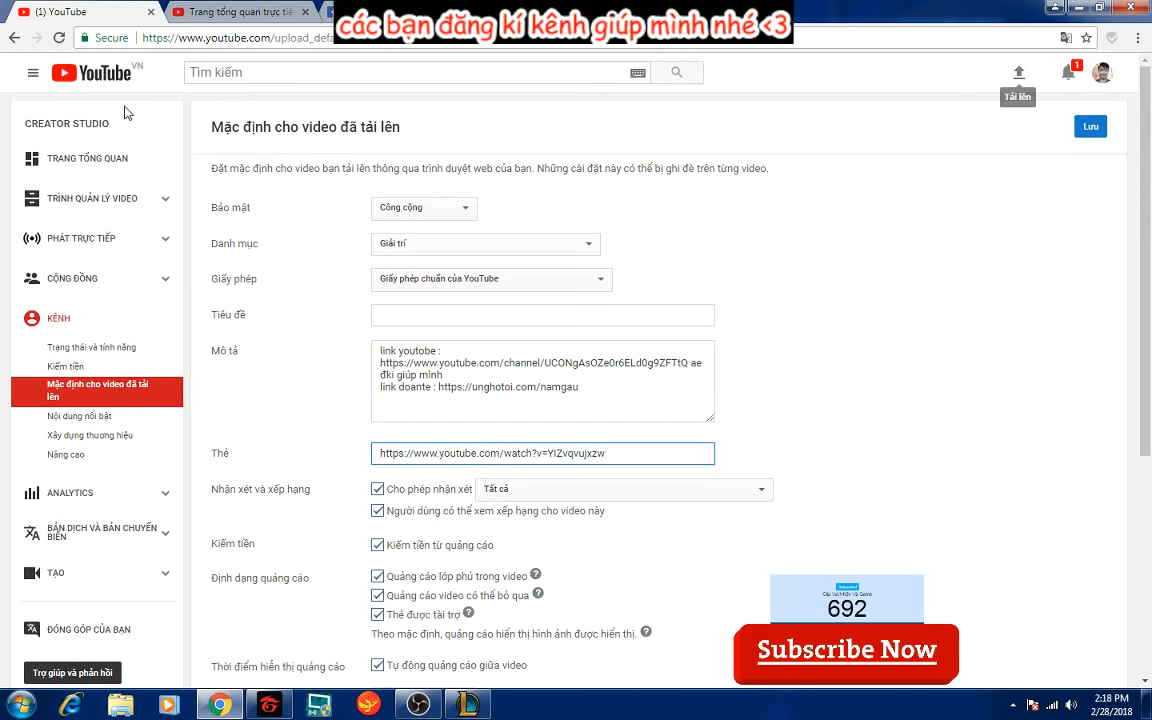 (1) YouTube
Trang tổng quan trực tiế
các bạn đăng kí kênh giúp mình nhé <3
Secure
https://www.youtube.com/upload_defa
YouTube VN
Tìm kiếm
1
Tải lên
CREATOR STUDIO
TRANG TỔNG QUAN
TRÌNH QUẢN LÝ VIDEO
PHÁT TRỰC TIẾP
CỘNG ĐỒNG
KÊNH
Trạng thái và tính năng
Kiếm tiền
Mặc định cho video đã tải
lên
Nội dung nổi bật
Xây dựng thương hiệu
Nâng cao
ANALYTICS
BẢN DỊCH VÀ BẢN CHUYỂN
BIÊN
TẠO
ĐÓNG GÓP CỦA BẠN
Trợ giúp và phản hồi
Mặc định cho video đã tải lên
Lưu
Đặt mặc định cho video bạn tải lên thông qua trình duyệt web của bạn. Những cài đặt này có thể bị ghi đè trên từng video.
Bảo mật
Công cộng
Danh mục
Giải trí
Giấy phép
Giấy phép chuẩn của YouTube
Tiêu đề
Mô tả
link youtobe :
https://www.youtube.com/channel/UCONgAsOZe0r6ELd0g9ZFTtQ ae
đki giúp mình
link doante : https://unghotoi.com/namgau
Thẻ
https://www.youtube.com/watch?v=YIZvqvujxzw
Nhận xét và xếp hạng
Cho phép nhận xét
Tất cả
Người dùng có thể xem xếp hạng cho video này
Kiếm tiền
Kiếm tiền từ quảng cáo
Định dạng quảng cáo
Quảng cáo lớp phủ trong video
Quảng cáo video có thể bỏ qua
Thẻ được tài trợ
Theo mặc định, quảng cáo hiển thị hình ảnh được hiển thị.
Thời điểm hiển thị quảng cáo
Tự động quảng cáo giữa video
692
Subscribe Now
2:18 PM
2/28/2018